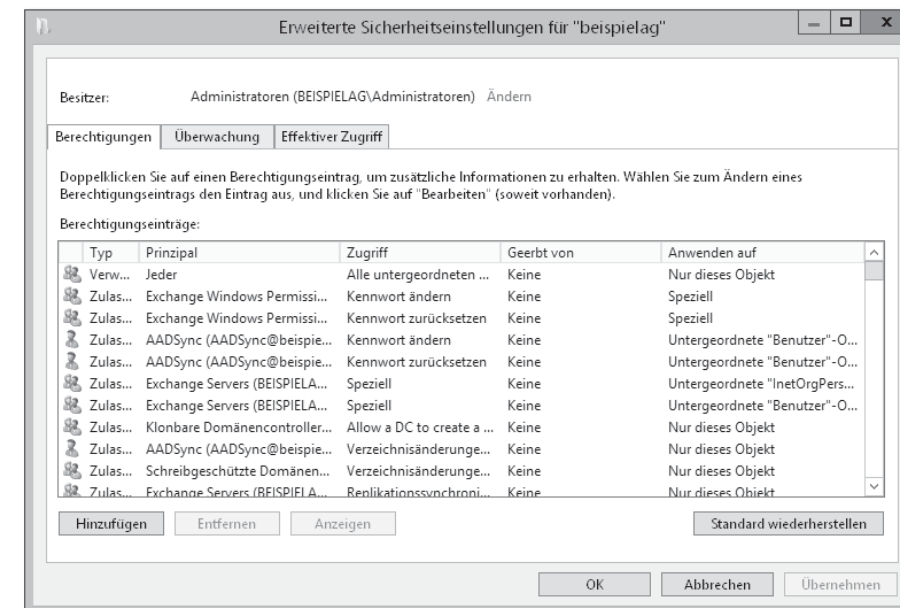 Erweiterte Sicherheitseinstellungen für "beispielag"
Besitzer: Administratoren (BEISPIELAG\Administratoren) Ändern
Berechtigungen Überwachung Effektiver Zugriff
Doppelklicken Sie auf einen Berechtigungseintrag, um zusätzliche Informationen zu erhalten. Wählen Sie zum Ändern eines
Berechtigungseintrags den Eintrag aus, und klicken Sie auf "Bearbeiten" (soweit vorhanden).
Berechtigungseinträge:
Typ Prinzipal Zugriff Geerbt von Anwenden auf
Verw... Jeder Alle untergeordneten ... Keine Nur dieses Objekt
Zulas... Exchange Windows Permissi... Kennwort ändern Keine Speziell
Zulas... Exchange Windows Permissi... Kennwort zurücksetzen Keine Speziell
Zulas... AADSync (AADSync@beispie... Kennwort ändern Keine Untergeordnete "Benutzer"-O...
Zulas... AADSync (AADSync@beispie... Kennwort zurücksetzen Keine Untergeordnete "Benutzer"-O...
Zulas... Exchange Servers (BEISPIELA... Speziell Keine Untergeordnete "InetOrgPers...
Zulas... Exchange Servers (BEISPIELA... Speziell Keine Untergeordnete "Benutzer"-O...
Zulas... Klonbare Domänencontroller... Allow a DC to create a ... Keine Nur dieses Objekt
Zulas... AADSync (AADSync@beispie... Verzeichnisänderunge... Keine Nur dieses Objekt
Zulas... Schreibgeschützte Domänen... Verzeichnisänderunge... Keine Nur dieses Objekt
Zulas... Exchange Servers (BEISPIELA... Replikationssynchroni... Keine Nur dieses Objekt
Hinzufügen Entfernen Anzeigen Standard wiederherstellen
OK Abbrechen Übernehmen